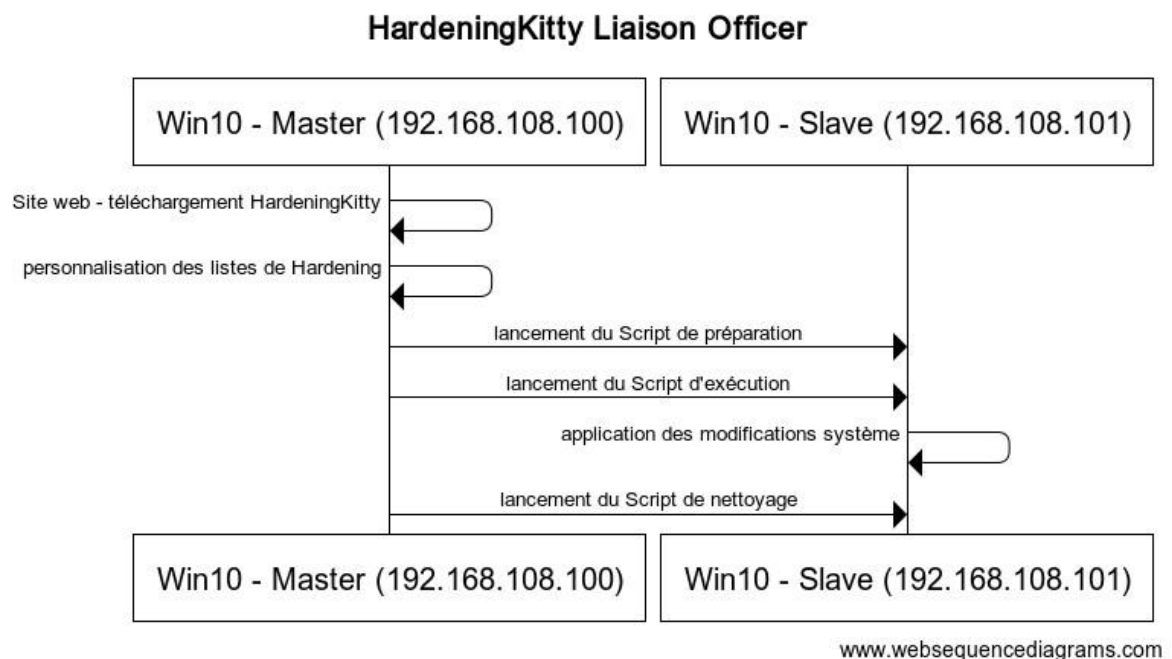 HardeningKitty Liaison Officer
Win10 - Master (192.168.108.100)
Win10 - Slave (192.168.108.101)
Site web - téléchargement HardeningKitty
personnalisation des listes de Hardening
lancement du Script de préparation
lancement du Script d'exécution
application des modifications système
lancement du Script de nettoyage
Win10 - Master (192.168.108.100)
Win10 - Slave (192.168.108.101)
www.websequencediagrams.com